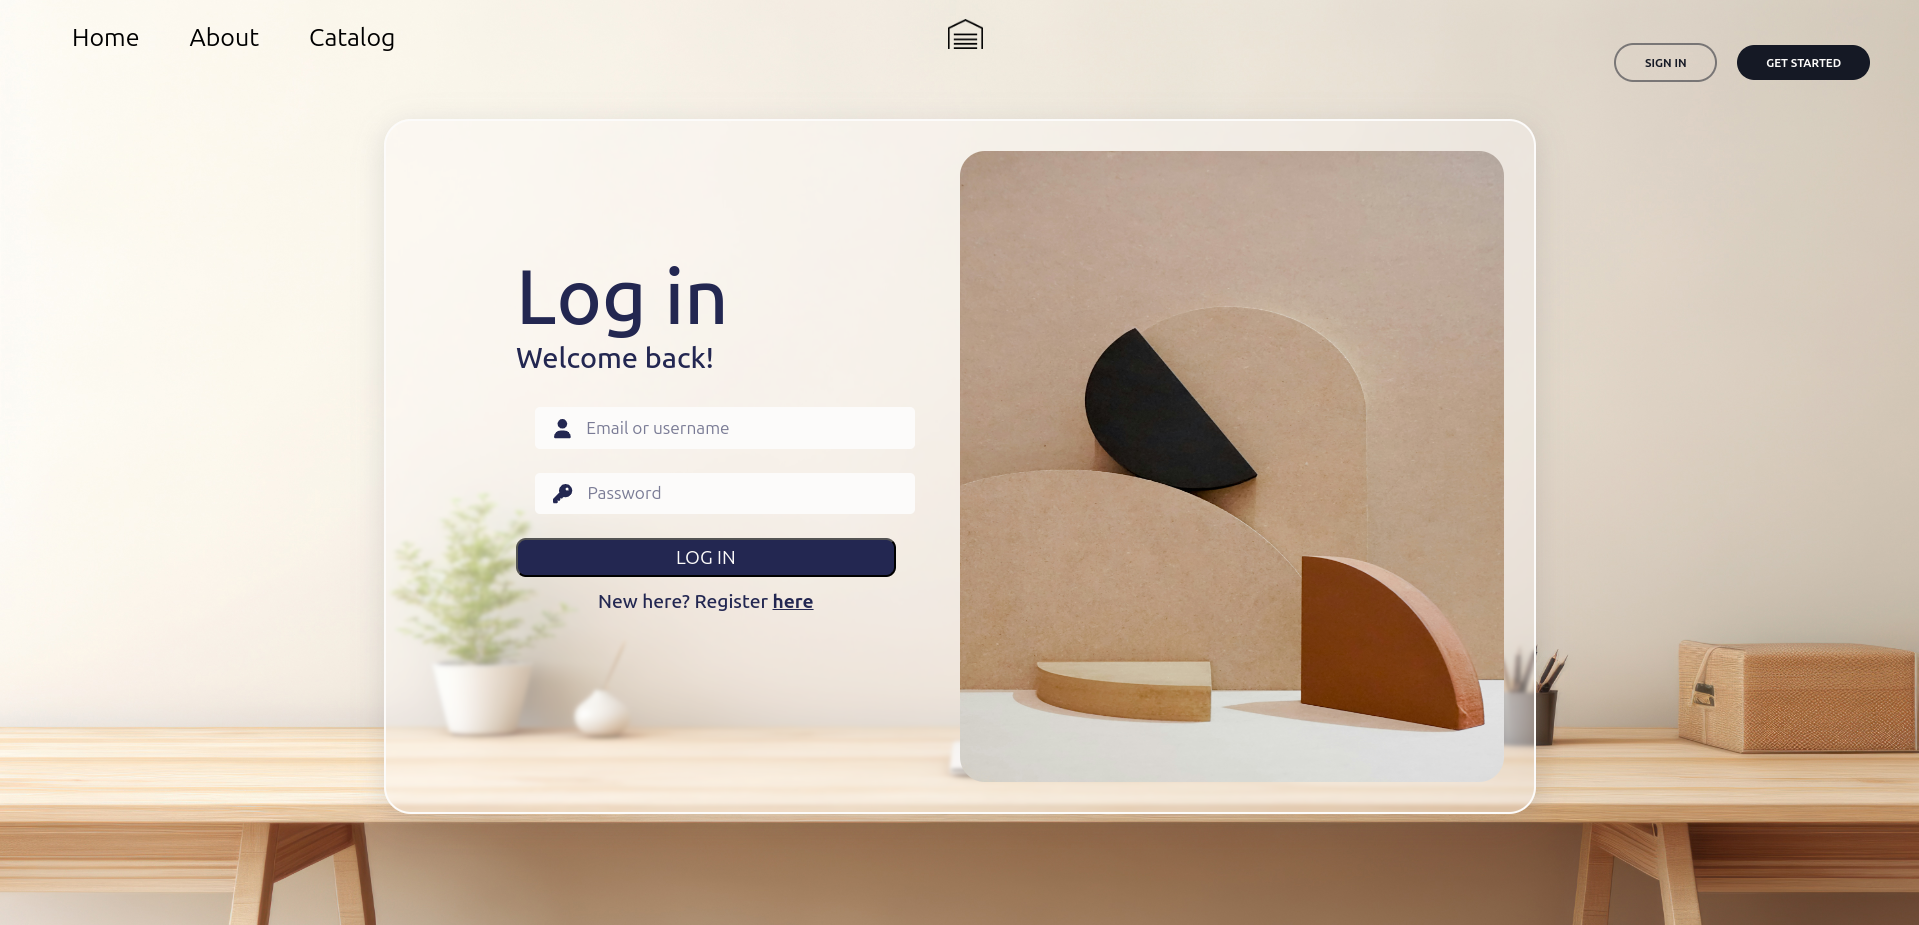 Home About Catalog
SIGN IN GET STARTED
Log in
Welcome back!
Email or username
Password
LOG IN
New here? Register here